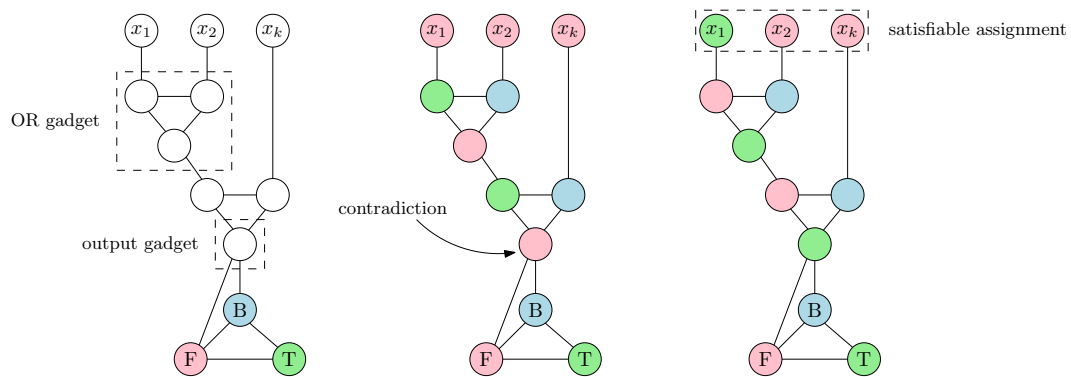 x₁ x₂ xₖ
OR gadget
output gadget
B
F T
x₁ x₂ xₖ
contradiction
B
F T
x₁ x₂ xₖ satisfiable assignment
B
F T